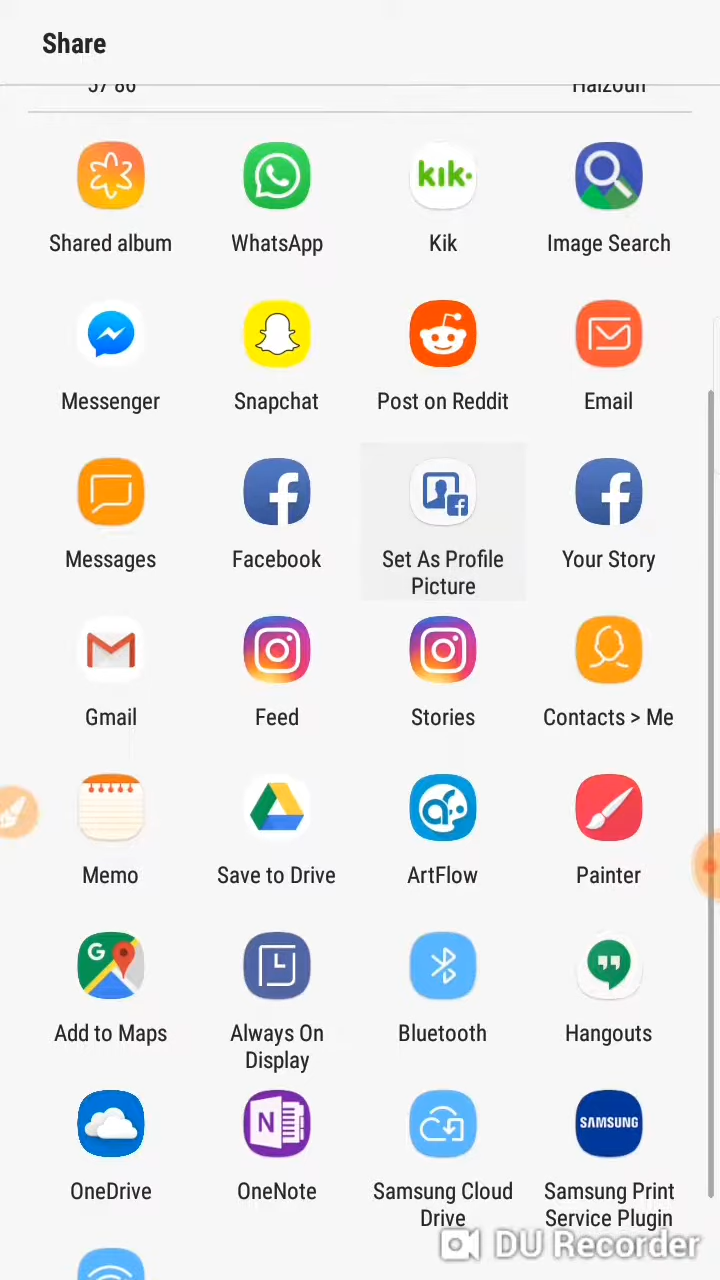 Share
57 86
Haizoun
Shared album
WhatsApp
kik.
Kik
Image Search
Messenger
Snapchat
Post on Reddit
Email
Messages
Facebook
Set As Profile
Picture
Your Story
Gmail
Feed
Stories
Contacts > Me
Memo
Save to Drive
ArtFlow
Painter
G
Add to Maps
Always On
Display
Bluetooth
Hangouts
OneDrive
N
OneNote
Samsung Cloud
Drive
SAMSUNG
Samsung Print
Service Plugin
DU Recorder